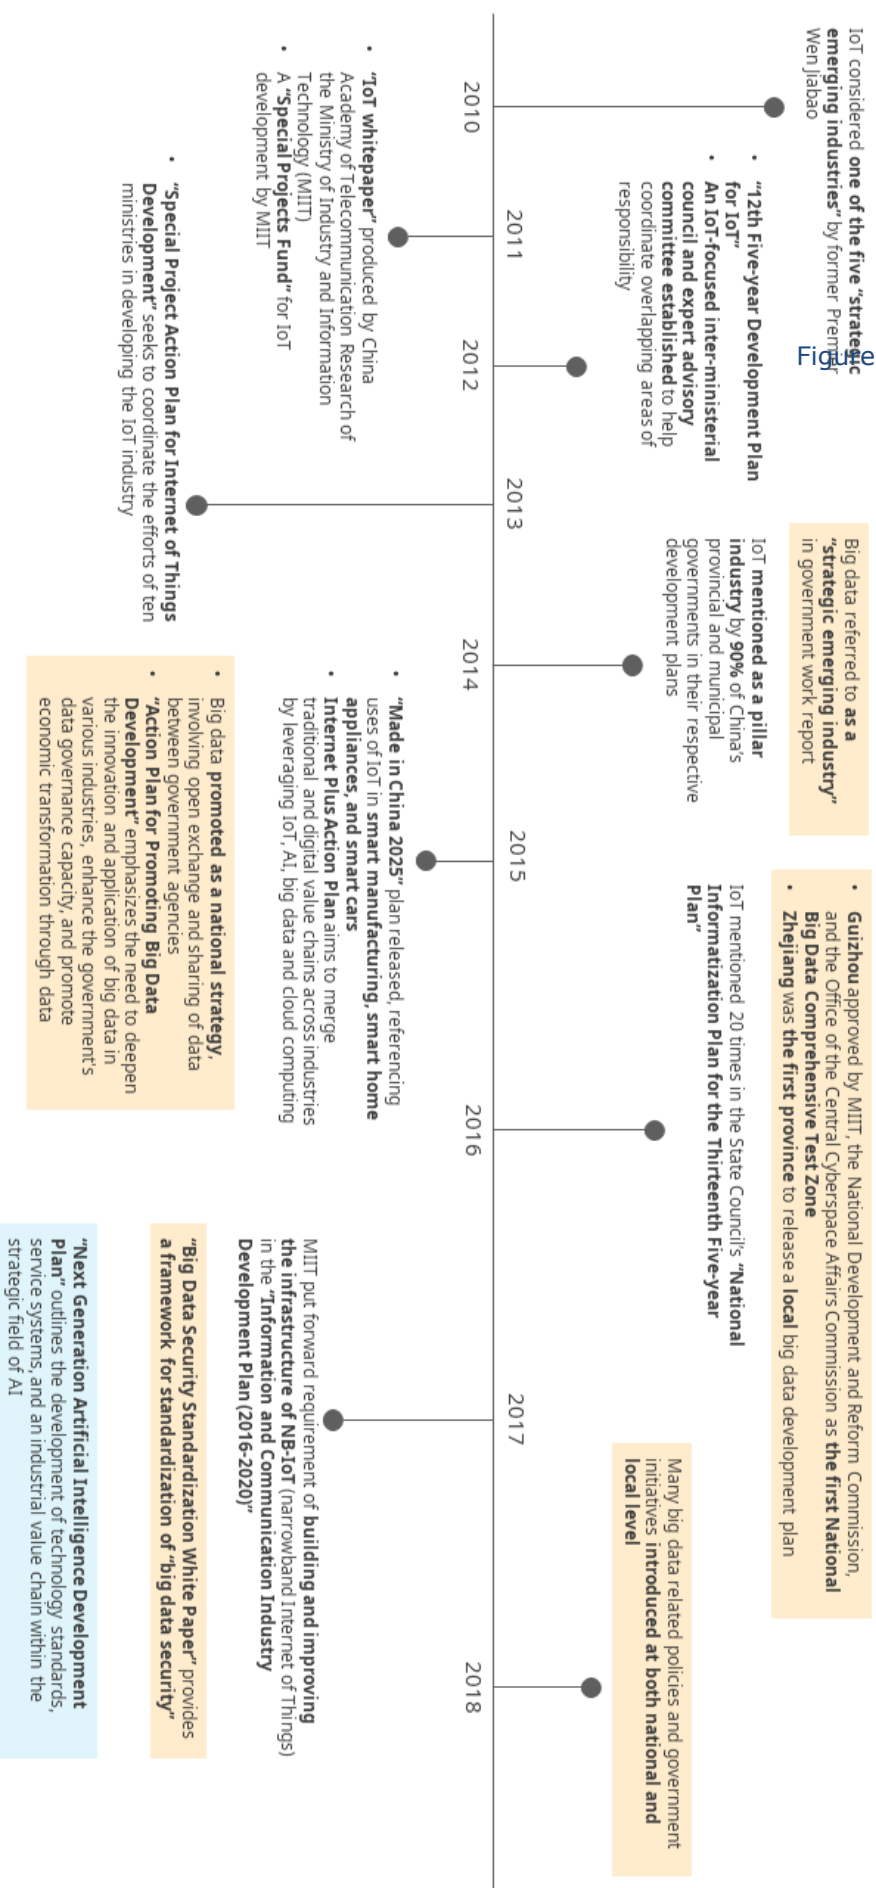 IoT considered one of the five “strategic
emerging industries” by former Premier
Wen Jiabao
Figure
2010
• “IoT whitepaper” produced by China
Academy of Telecommunication Research of
the Ministry of Industry and Information
Technology (MIIT)
• A “Special Projects Fund” for IoT
development by MIIT
2011
• “12th Five-year Development Plan
for IoT”
• An IoT-focused inter-ministerial
council and expert advisory
committee established to help
coordinate overlapping areas of
responsibility
2012
• “Special Project Action Plan for Internet of Things
Development” seeks to coordinate the efforts of ten
ministries in developing the IoT industry
2013
Big data referred to as a
“strategic emerging industry”
in government work report
IoT mentioned as a pillar
industry by 90% of China’s
provincial and municipal
governments in their respective
development plans
2014
• “Made in China 2025” plan released, referencing
uses of IoT in smart manufacturing, smart home
appliances, and smart cars
• Internet Plus Action Plan aims to merge
traditional and digital value chains across industries
by leveraging IoT, AI, big data and cloud computing
• Big data promoted as a national strategy,
involving open exchange and sharing of data
between government agencies
• “Action Plan for Promoting Big Data
Development” emphasizes the need to deepen
the innovation and application of big data in
various industries, enhance the government's
data governance capacity, and promote
economic transformation through data
2015
• Guizhou approved by MIIT, the National Development and Reform Commission,
and the Office of the Central Cyberspace Affairs Commission as the first National
Big Data Comprehensive Test Zone
• Zhejiang was the first province to release a local big data development plan
IoT mentioned 20 times in the State Council’s “National
Informatization Plan for the Thirteenth Five-year
Plan”
2016
MIIT put forward requirement of building and improving
the infrastructure of NB-IoT (narrowband Internet of Things)
in the “Information and Communication Industry
Development Plan (2016-2020)”
“Big Data Security Standardization White Paper” provides
a framework for standardization of “big data security”
“Next Generation Artificial Intelligence Development
Plan” outlines the development of technology standards,
service systems, and an industrial value chain within the
strategic field of AI
2017
Many big data related policies and government
initiatives introduced at both national and
local level
2018